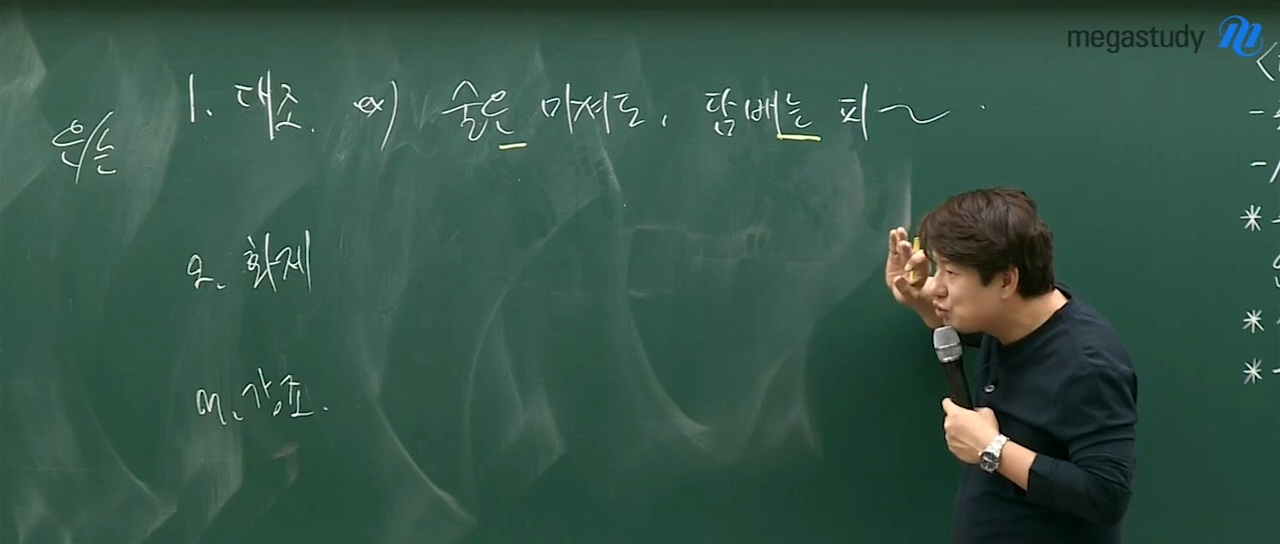 megastudy
은/는
1. 대조. ex) 술은 마셔도, 담배는 피~
2. 화제
3. 강조.